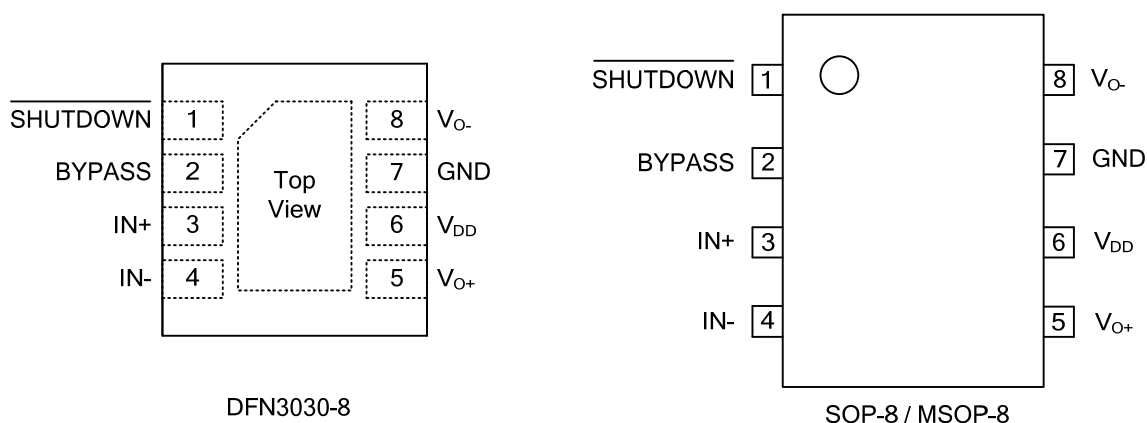 SHUTDOWN 1 8 VO-
BYPASS 2 7 GND
IN+ 3 6 VDD
IN- 4 5 VO+
Top
View
DFN3030-8
SHUTDOWN 1 8 VO-
BYPASS 2 7 GND
IN+ 3 6 VDD
IN- 4 5 VO+
SOP-8 / MSOP-8